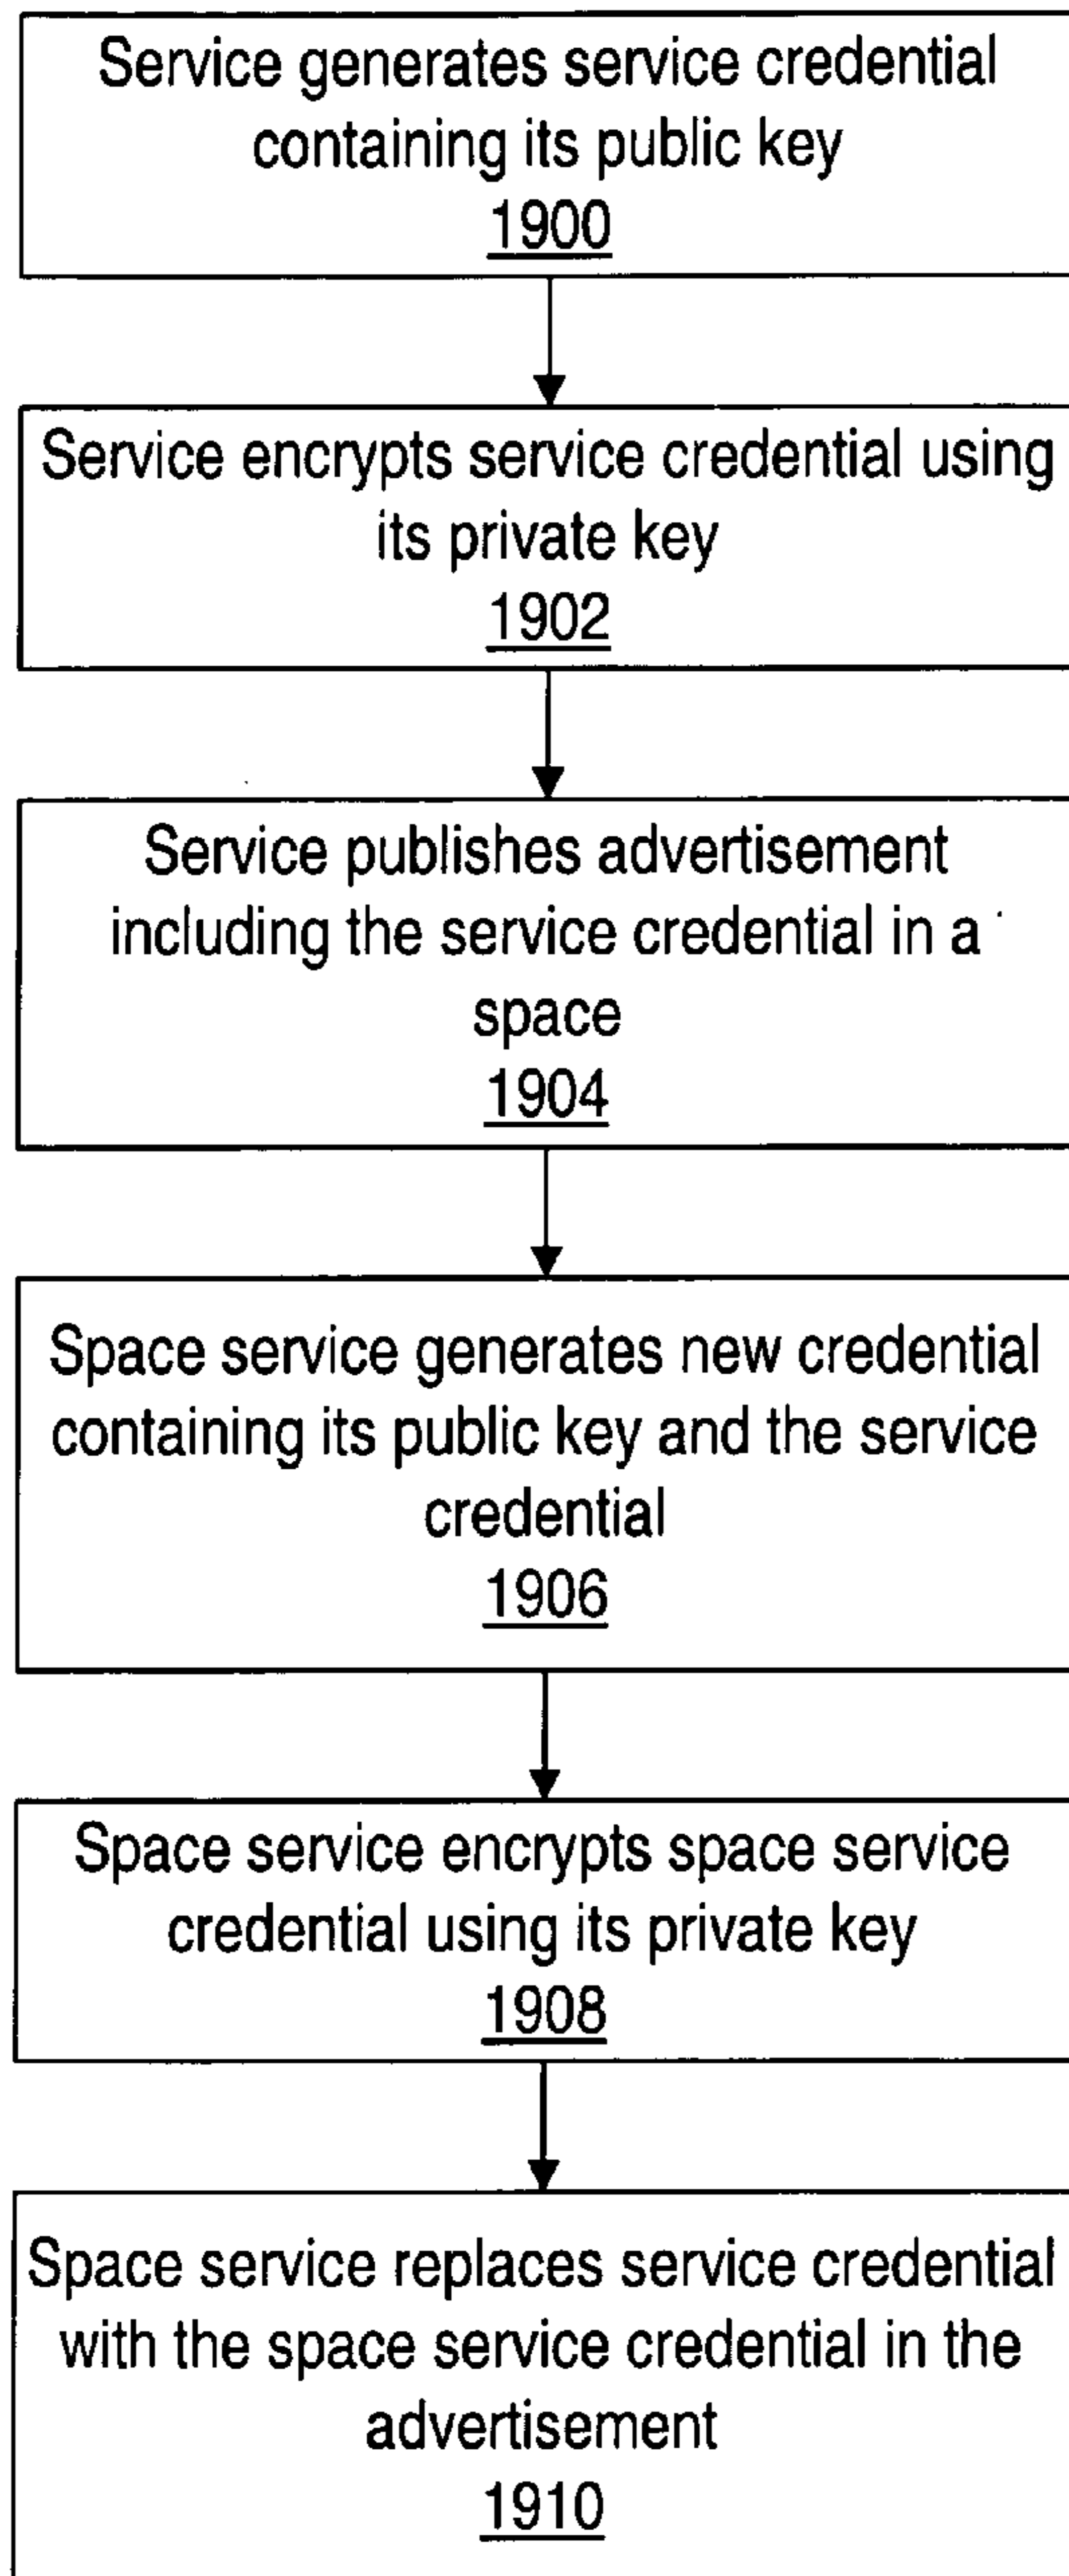 Service generates service credential
containing its public key
1900
Service encrypts service credential using
its private key
1902
Service publishes advertisement
including the service credential in a
space
1904
Space service generates new credential
containing its public key and the service
credential
1906
Space service encrypts space service
credential using its private key
1908
Space service replaces service credential
with the space service credential in the
advertisement
1910